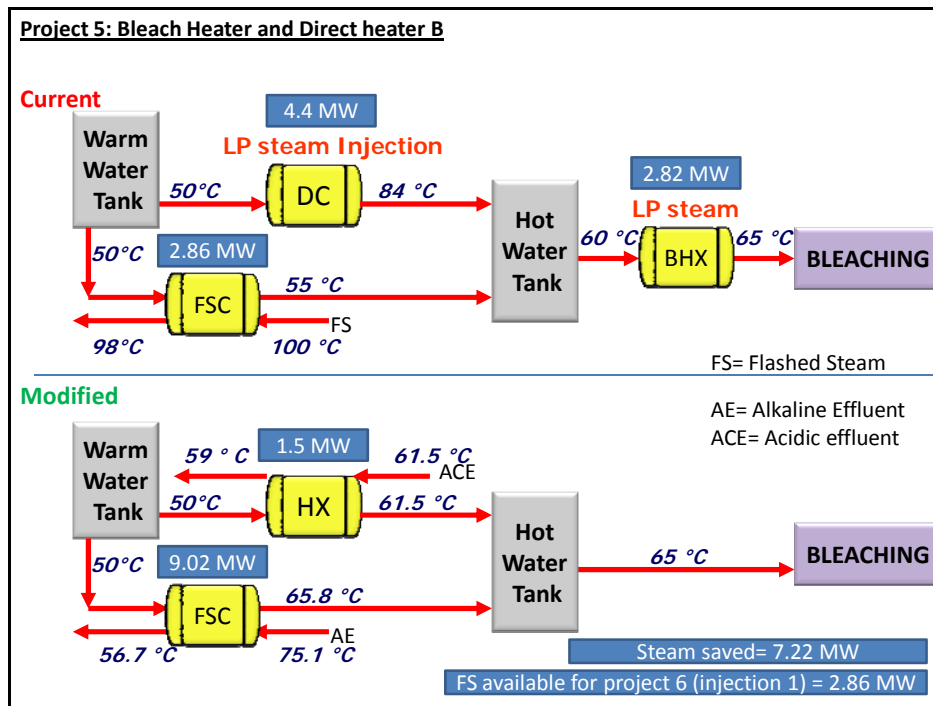 Project 5: Bleach Heater and Direct heater B
Current
4.4 MW
LP steam Injection
Warm
Water
Tank
50°C
DC
84 °C
2.82 MW
LP steam
Hot
Water
Tank
60 °C
BHX
65 °C
BLEACHING
50°C
2.86 MW
FSC
55 °C
FS
98°C
100 °C
FS= Flashed Steam
Modified
AE= Alkaline Effluent
ACE= Acidic effluent
Warm
Water
Tank
59 ° C
1.5 MW
61.5 °C
ACE
50°C
HX
61.5 °C
Hot
Water
Tank
65 °C
BLEACHING
50°C
9.02 MW
FSC
65.8 °C
AE
56.7 °C
75.1 °C
Steam saved= 7.22 MW
FS available for project 6 (injection 1) = 2.86 MW